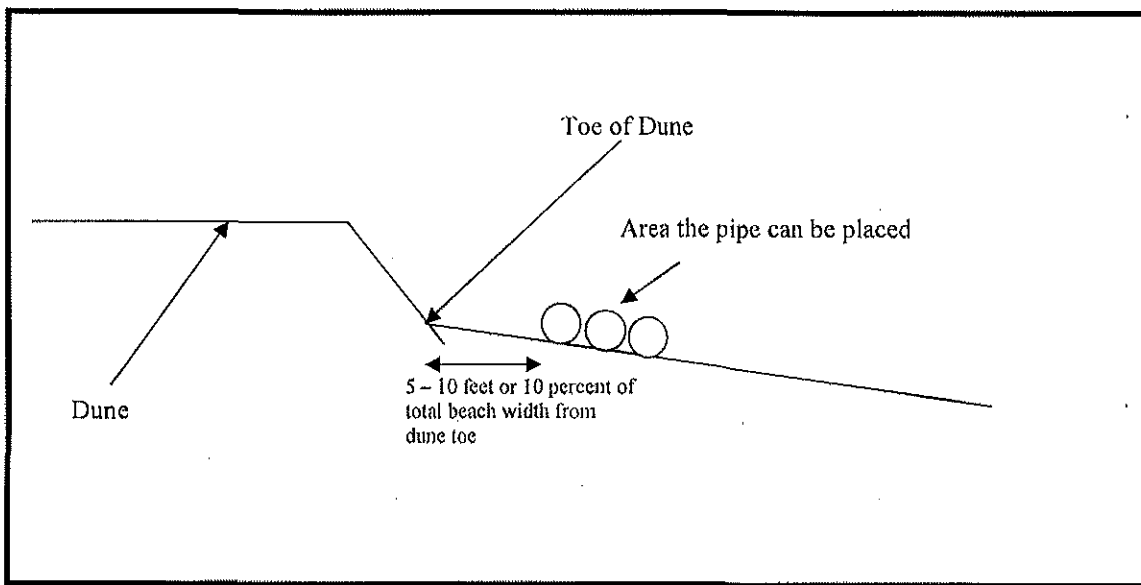 Toe of Dune
Area the pipe can be placed
5 – 10 feet or 10 percent of
total beach width from
dune toe
Dune